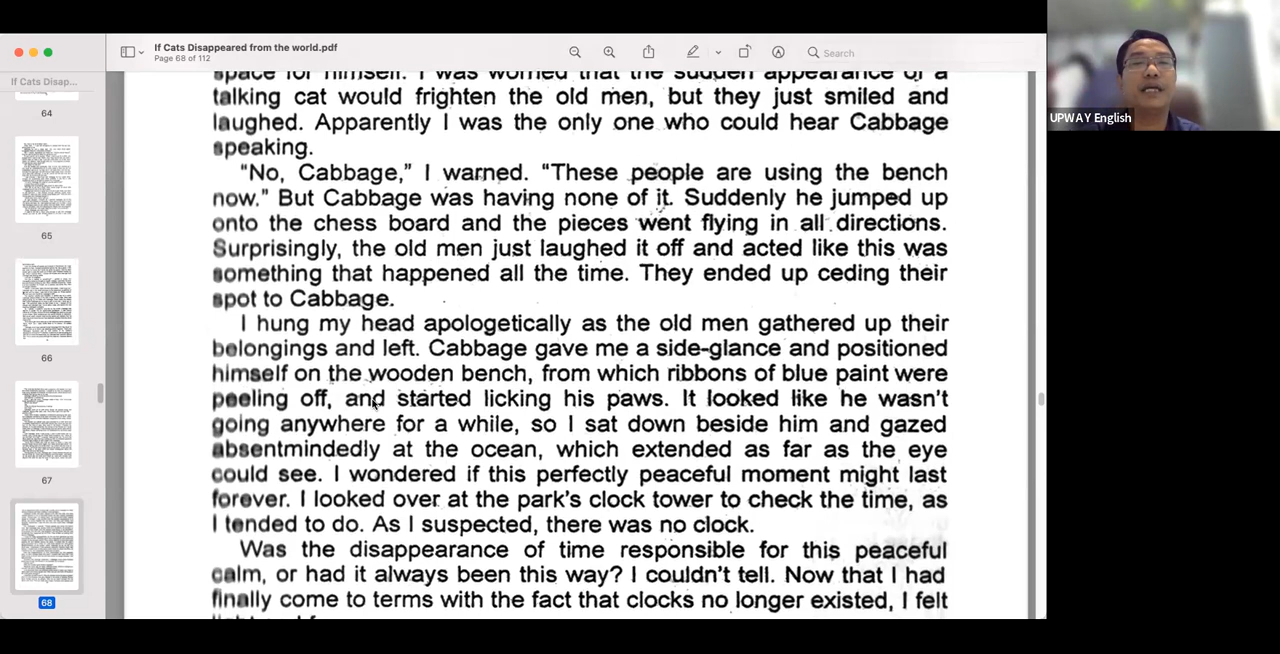 If Cats Disappeared from the world.pdf
Page 68 of 112
Search
If Cats Disap...
64
65
66
67
68
UPWAY English
space for himself. I was worried that the sudden appearance of a
talking cat would frighten the old men, but they just smiled and
laughed. Apparently I was the only one who could hear Cabbage
speaking.
“No, Cabbage,” I warned. “These people are using the bench
now.” But Cabbage was having none of it. Suddenly he jumped up
onto the chess board and the pieces went flying in all directions.
Surprisingly, the old men just laughed it off and acted like this was
something that happened all the time. They ended up ceding their
spot to Cabbage.
I hung my head apologetically as the old men gathered up their
belongings and left. Cabbage gave me a side-glance and positioned
himself on the wooden bench, from which ribbons of blue paint were
peeling off, and started licking his paws. It looked like he wasn’t
going anywhere for a while, so I sat down beside him and gazed
absentmindedly at the ocean, which extended as far as the eye
could see. I wondered if this perfectly peaceful moment might last
forever. I looked over at the park’s clock tower to check the time, as
I tended to do. As I suspected, there was no clock.
Was the disappearance of time responsible for this peaceful
calm, or had it always been this way? I couldn’t tell. Now that I had
finally come to terms with the fact that clocks no longer existed, I felt